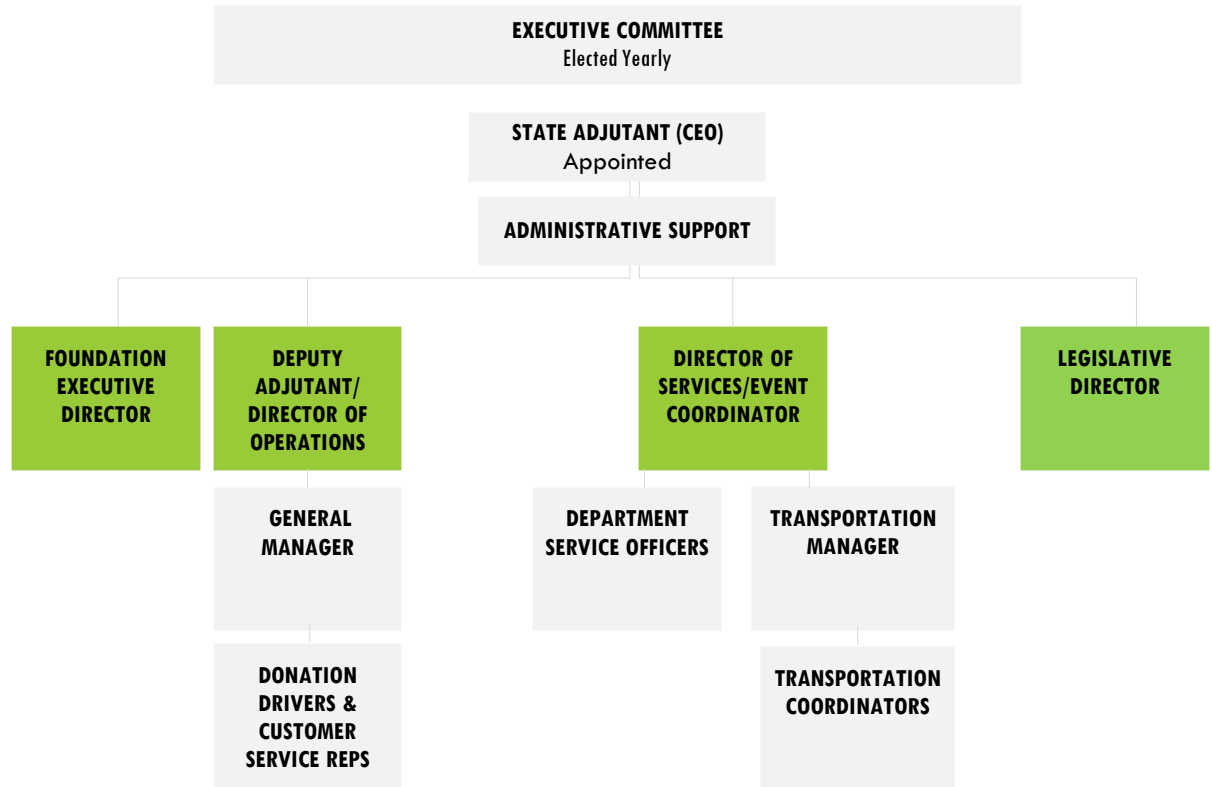 EXECUTIVE COMMITTEE
Elected Yearly
STATE ADJUTANT (CEO)
Appointed
ADMINISTRATIVE SUPPORT
FOUNDATION
EXECUTIVE
DIRECTOR
DEPUTY
ADJUTANT/
DIRECTOR OF
OPERATIONS
DIRECTOR OF
SERVICES/EVENT
COORDINATOR
LEGISLATIVE
DIRECTOR
GENERAL
MANAGER
DEPARTMENT
SERVICE OFFICERS
TRANSPORTATION
MANAGER
DONATION
DRIVERS &
CUSTOMER
SERVICE REPS
TRANSPORTATION
COORDINATORS